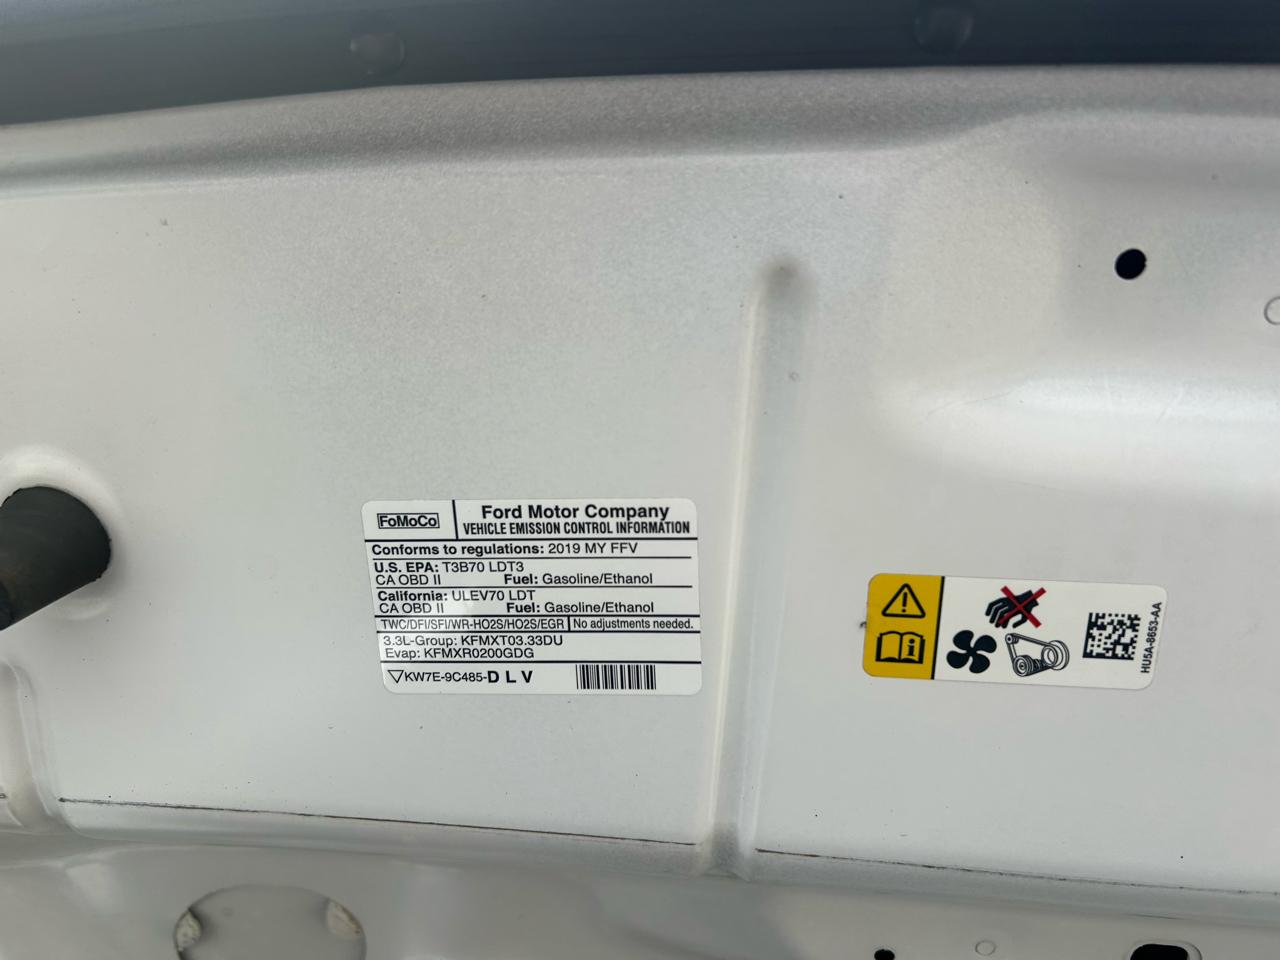 FoMoCo
Ford Motor Company
VEHICLE EMISSION CONTROL INFORMATION
Conforms to regulations: 2019 MY FFV
U.S. EPA: T3B70 LDT3
CA OBD II Fuel: Gasoline/Ethanol
California: ULEV70 LDT
CA OBD II Fuel: Gasoline/Ethanol
TWC/DFI/SFI/WR-HO2S/HO2S/EGR No adjustments needed.
3.3L-Group: KFMXT03.33DU
Evap: KFMXR0200GDG
KW7E-9C485-D L V
HU5A-8653-AA